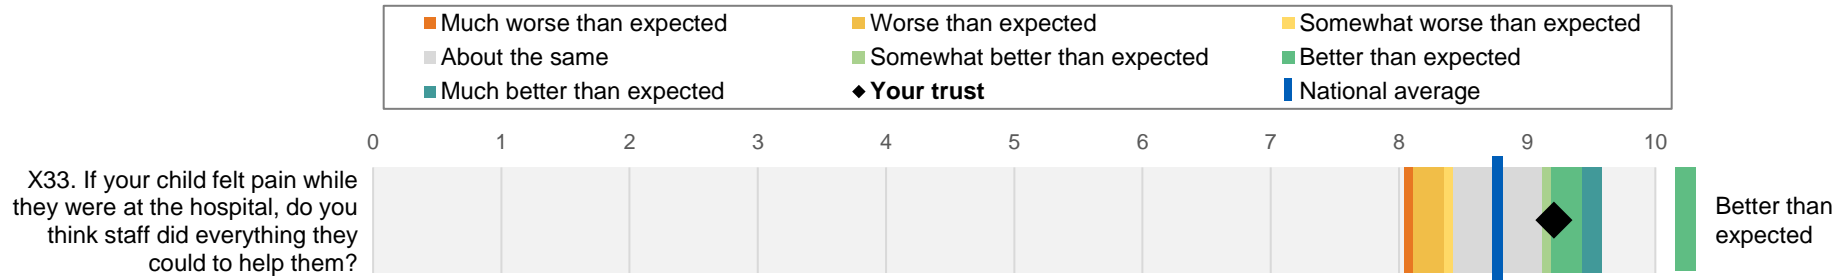 Much worse than expected
Worse than expected
Somewhat worse than expected
About the same
Somewhat better than expected
Better than expected
Much better than expected
Your trust
National average
0 1 2 3 4 5 6 7 8 9 10
X33. If your child felt pain while
they were at the hospital, do you
think staff did everything they
could to help them?
Better than
expected